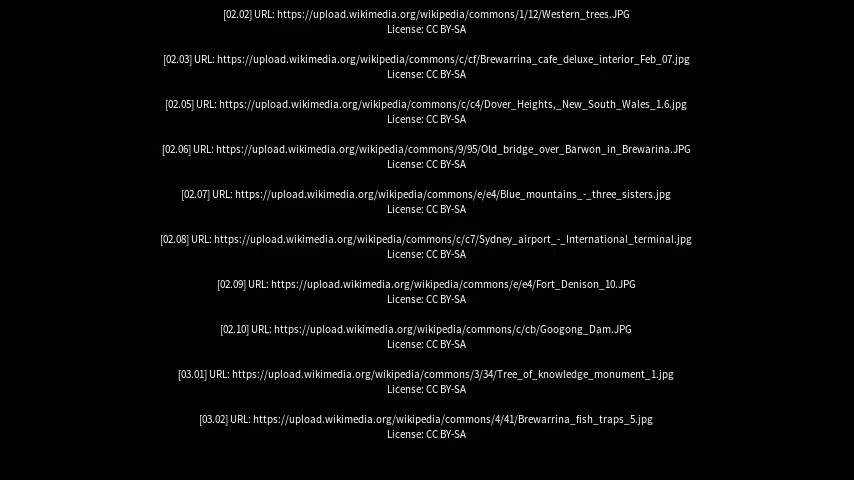 [02.02] URL: https://upload.wikimedia.org/wikipedia/commons/1/12/Western_trees.JPG
License: CC BY-SA
[02.03] URL: https://upload.wikimedia.org/wikipedia/commons/c/cf/Brewarrina_cafe_deluxe_interior_Feb_07.jpg
License: CC BY-SA
[02.05] URL: https://upload.wikimedia.org/wikipedia/commons/c/c4/Dover_Heights,_New_South_Wales_1.6.jpg
License: CC BY-SA
[02.06] URL: https://upload.wikimedia.org/wikipedia/commons/9/95/Old_bridge_over_Barwon_in_Brewarina.JPG
License: CC BY-SA
[02.07] URL: https://upload.wikimedia.org/wikipedia/commons/e/e4/Blue_mountains_-_three_sisters.jpg
License: CC BY-SA
[02.08] URL: https://upload.wikimedia.org/wikipedia/commons/c/c7/Sydney_airport_-_International_terminal.jpg
License: CC BY-SA
[02.09] URL: https://upload.wikimedia.org/wikipedia/commons/e/e4/Fort_Denison_10.JPG
License: CC BY-SA
[02.10] URL: https://upload.wikimedia.org/wikipedia/commons/c/cb/Googong_Dam.JPG
License: CC BY-SA
[03.01] URL: https://upload.wikimedia.org/wikipedia/commons/3/34/Tree_of_knowledge_monument_1.jpg
License: CC BY-SA
[03.02] URL: https://upload.wikimedia.org/wikipedia/commons/4/41/Brewarrina_fish_traps_5.jpg
License: CC BY-SA